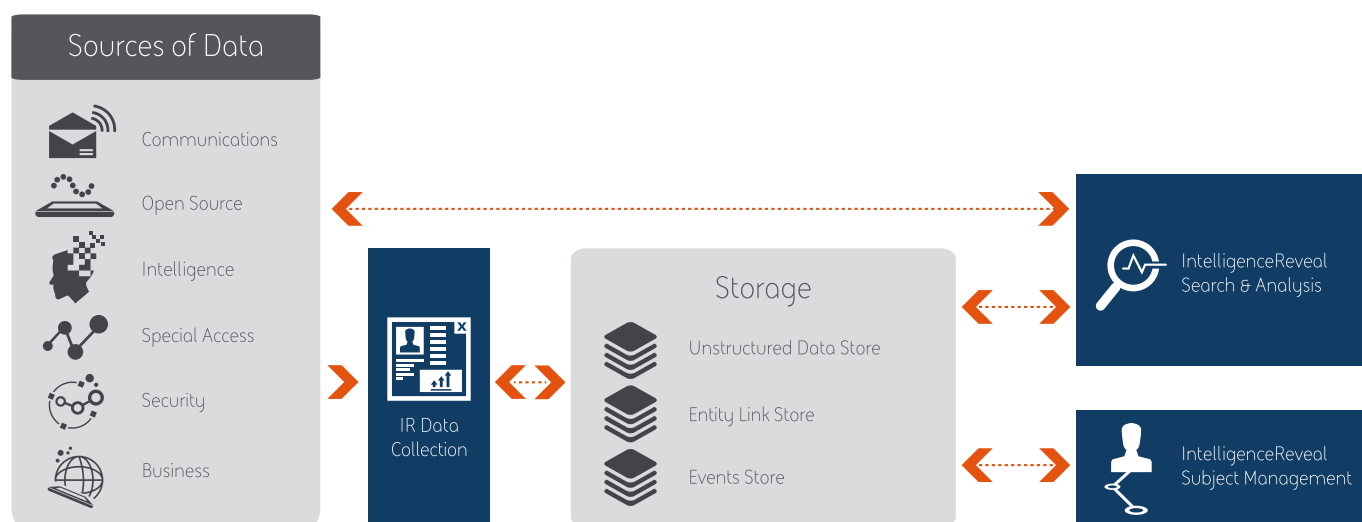 Sources of Data
Communications
Open Source
Intelligence
Special Access
Security
Business
X
IR Data
Collection
Storage
Unstructured Data Store
Entity Link Store
Events Store
IntelligenceReveal
Search & Analysis
IntelligenceReveal
Subject Management